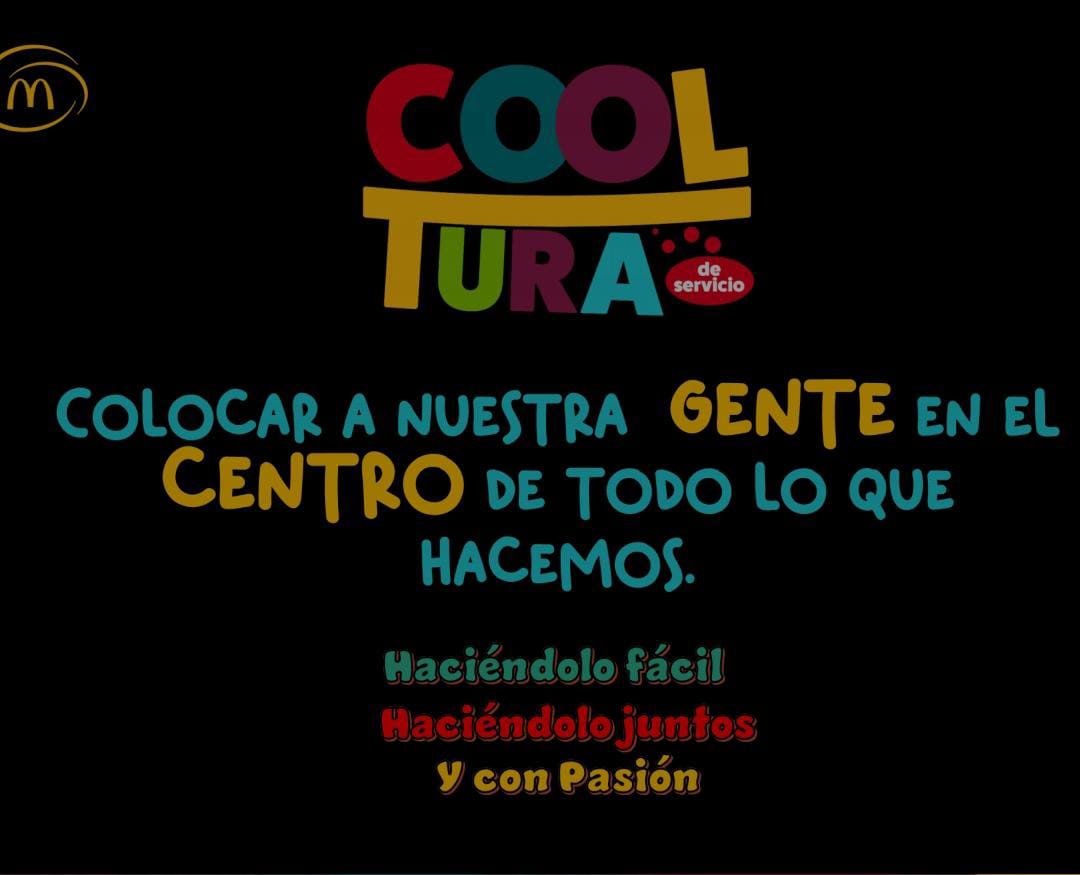 M
COOL
TURA
de
servicio
COLOCAR A NUESTRA GENTE EN EL
CENTRO DE TODO LO QUE
HACEMOS.
Haciéndolo fácil
Haciéndolo juntos
Y con Pasión